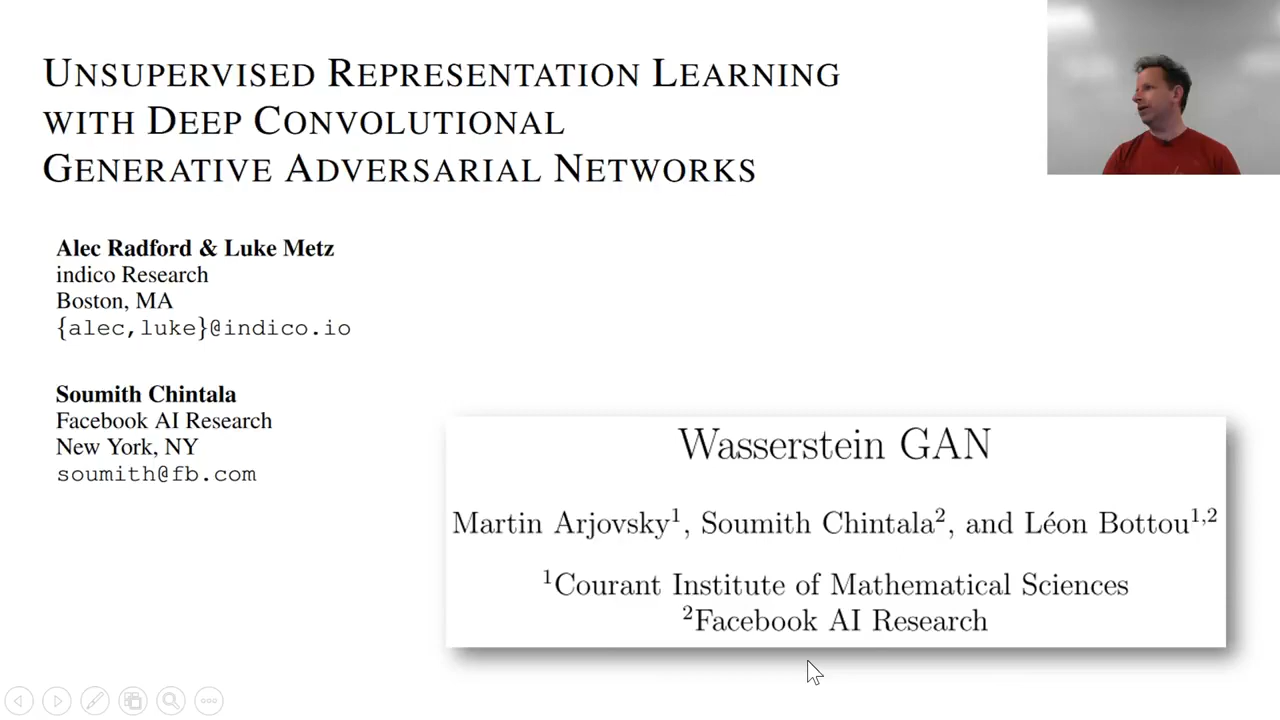 UNSUPERVISED REPRESENTATION LEARNING
WITH DEEP CONVOLUTIONAL
GENERATIVE ADVERSARIAL NETWORKS
Alec Radford & Luke Metz
indico Research
Boston, MA
{alec,luke}@indico.io
Soumith Chintala
Facebook AI Research
New York, NY
soumith@fb.com
Wasserstein GAN
Martin Arjovsky¹, Soumith Chintala², and Léon Bottou¹,²
¹Courant Institute of Mathematical Sciences
²Facebook AI Research